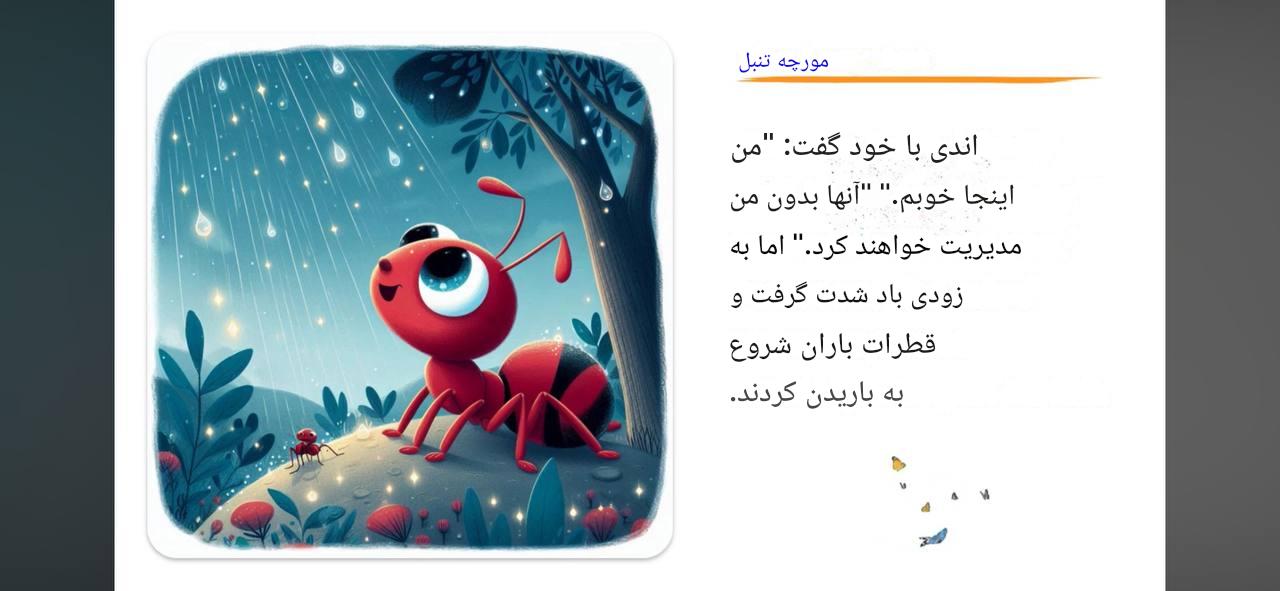 مورچه تنبل
اندی با خود گفت: "من
اینجا خوبم." "آنها بدون من
مدیریت خواهند کرد." اما به
زودی باد شدت گرفت و
قطرات باران شروع
به باریدن کردند.